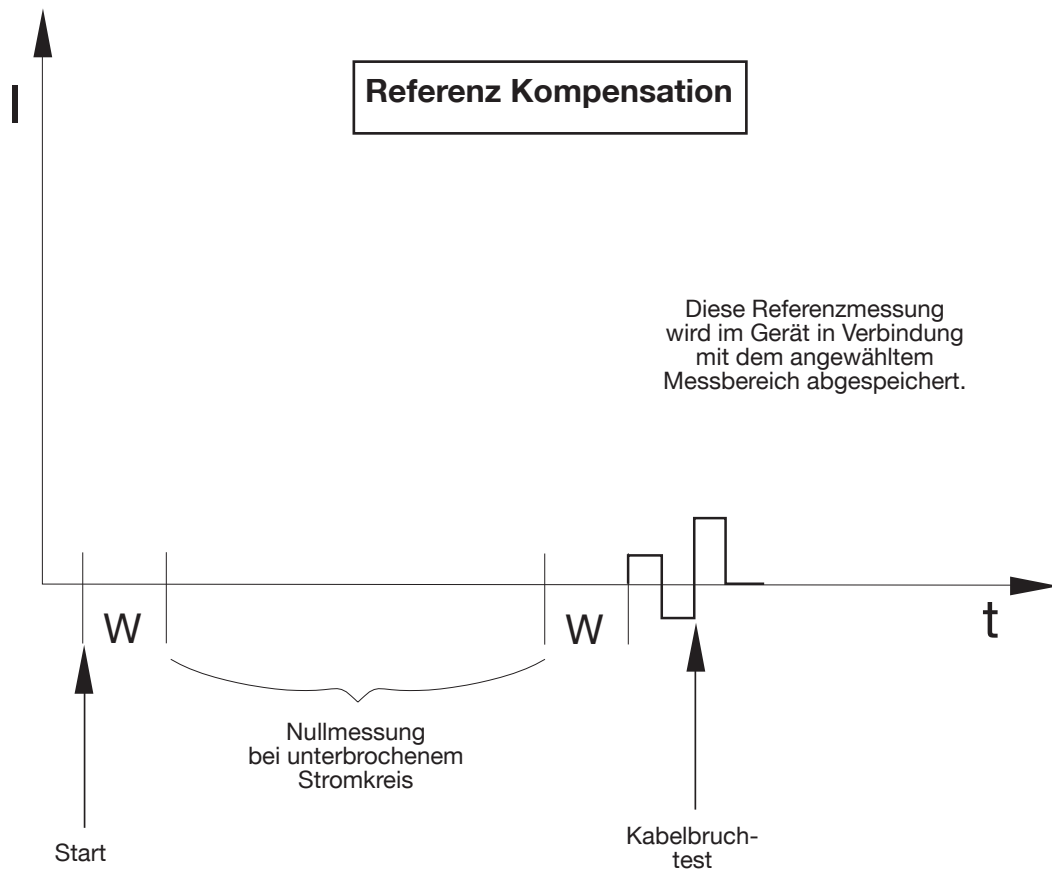 I
Referenz Kompensation
Diese Referenzmessung
wird im Gerät in Verbindung
mit dem angewähltem
Messbereich abgespeichert.
W
W
t
Nullmessung
bei unterbrochenem
Stromkreis
Start
Kabelbruch-
test